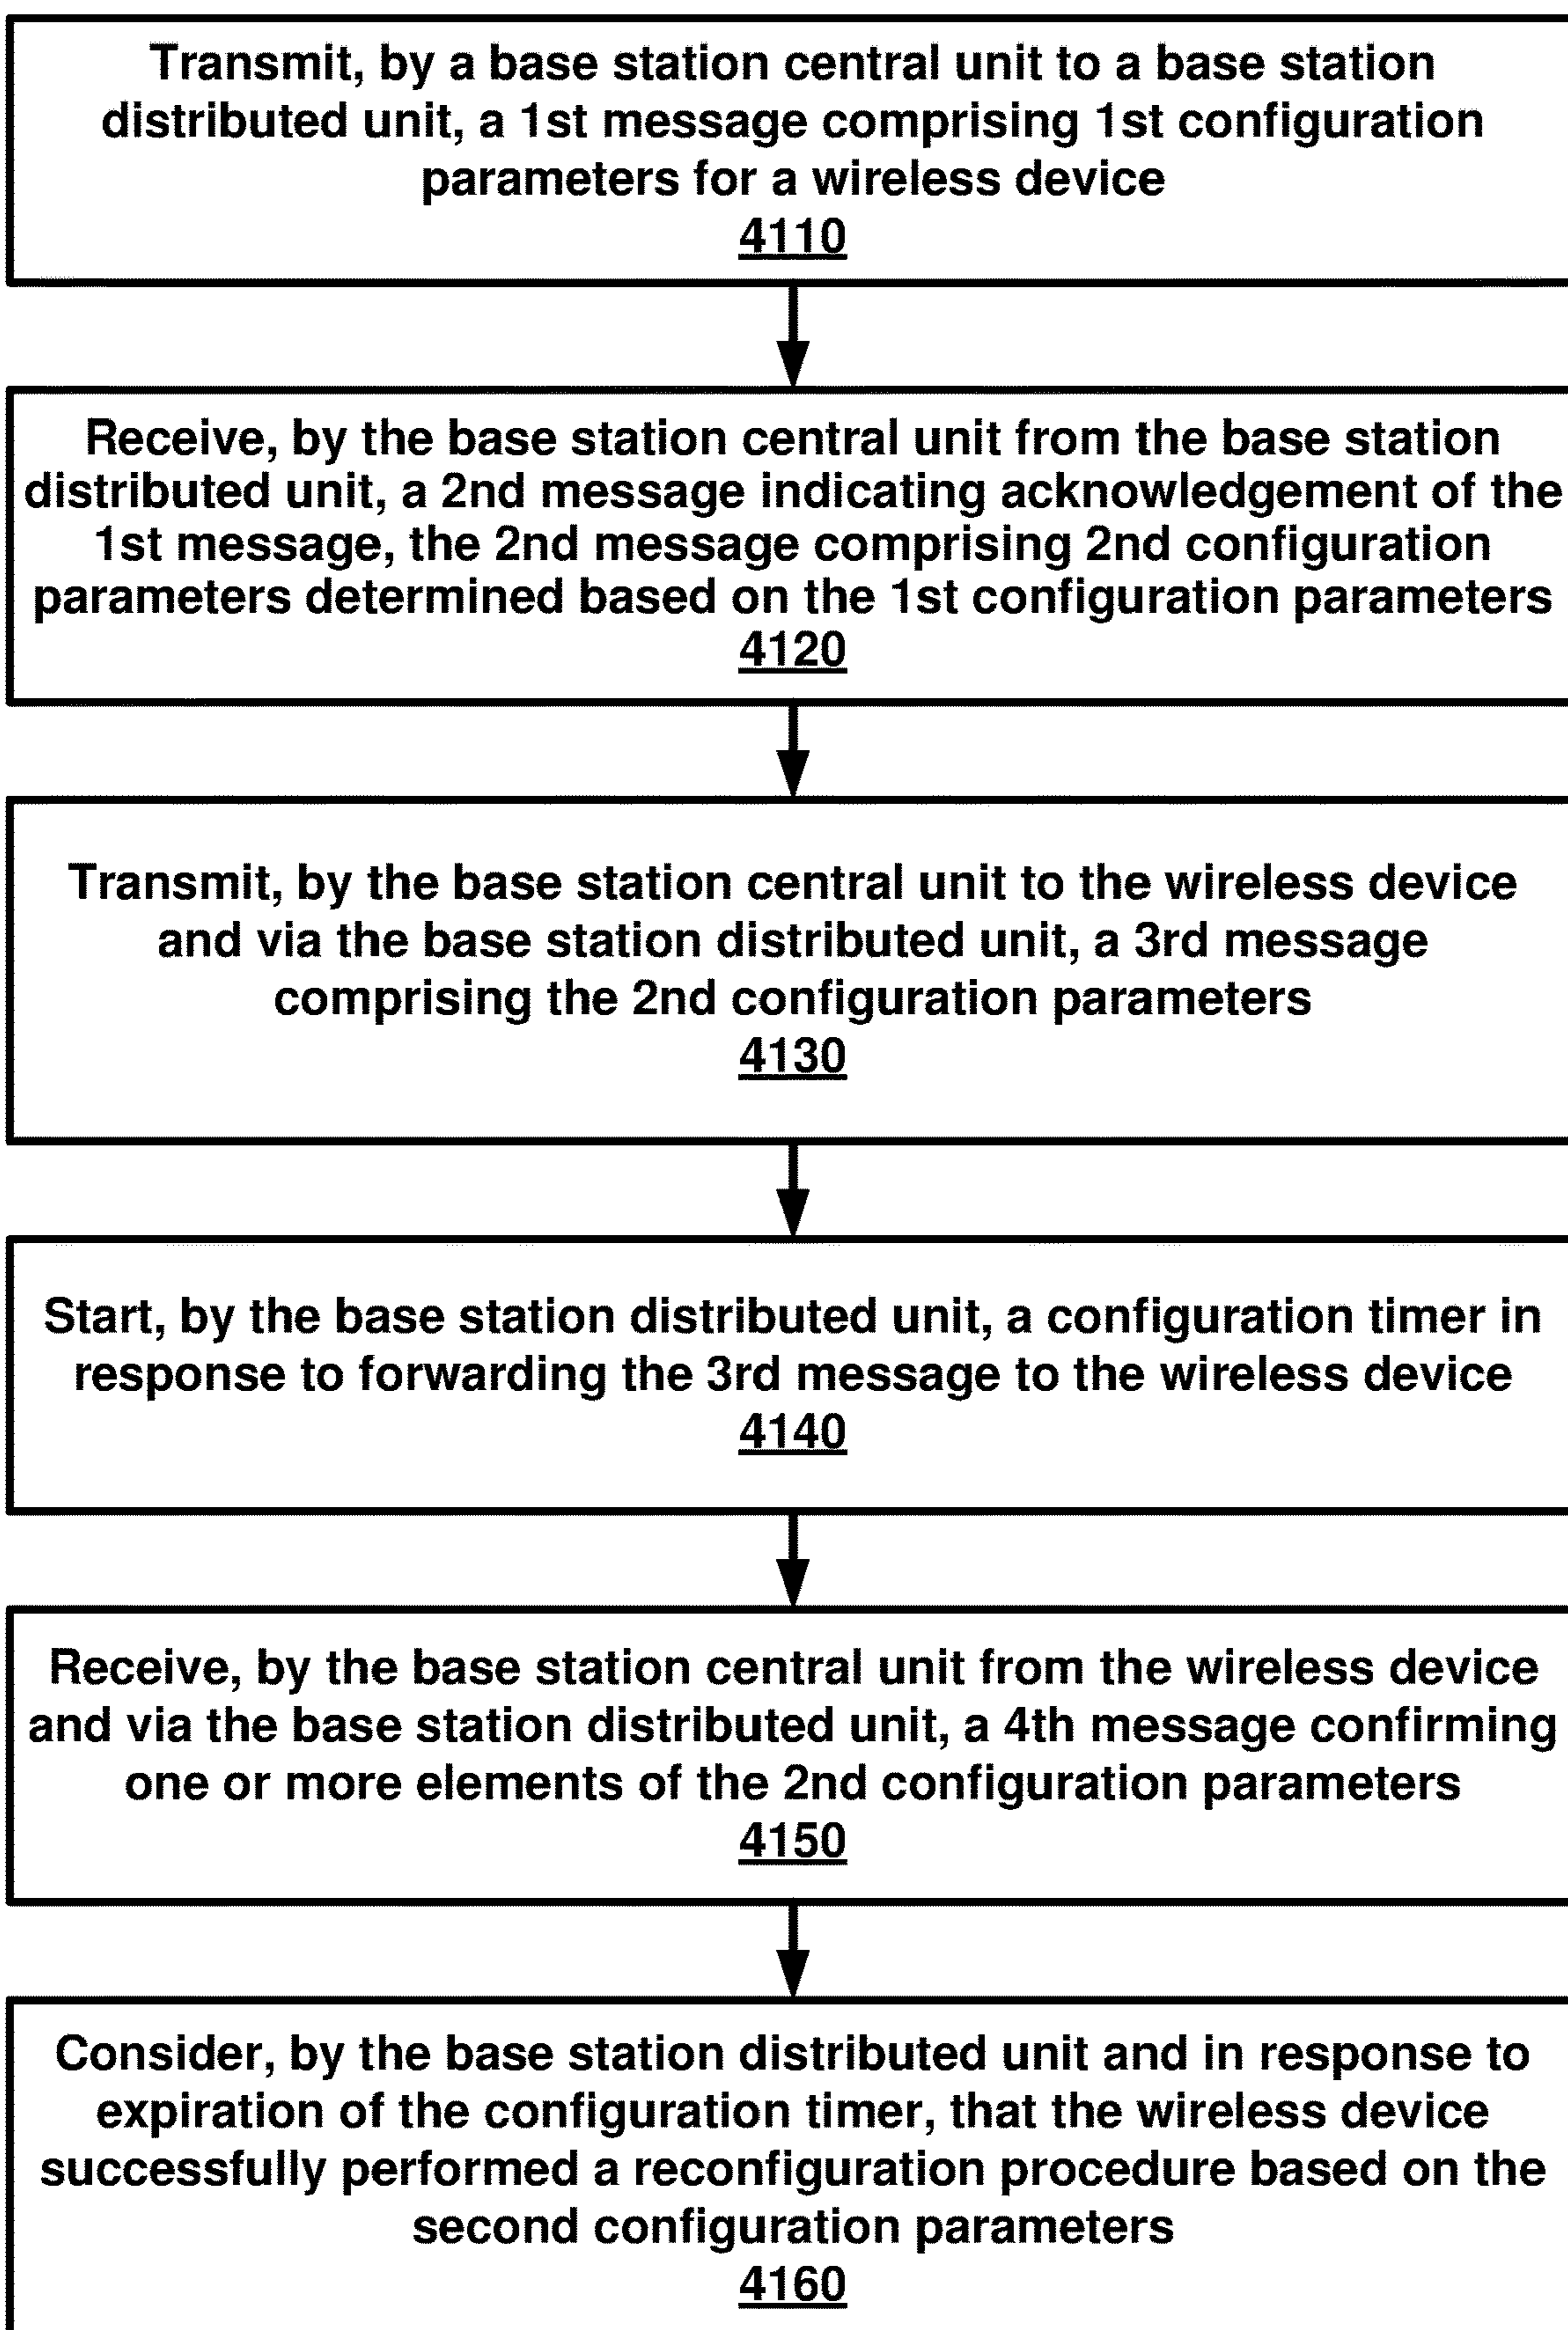 Transmit, by a base station central unit to a base station
distributed unit, a 1st message comprising 1st configuration
parameters for a wireless device
4110
Receive, by the base station central unit from the base station
distributed unit, a 2nd message indicating acknowledgement of the
1st message, the 2nd message comprising 2nd configuration
parameters determined based on the 1st configuration parameters
4120
Transmit, by the base station central unit to the wireless device
and via the base station distributed unit, a 3rd message
comprising the 2nd configuration parameters
4130
Start, by the base station distributed unit, a configuration timer in
response to forwarding the 3rd message to the wireless device
4140
Receive, by the base station central unit from the wireless device
and via the base station distributed unit, a 4th message confirming
one or more elements of the 2nd configuration parameters
4150
Consider, by the base station distributed unit and in response to
expiration of the configuration timer, that the wireless device
successfully performed a reconfiguration procedure based on the
second configuration parameters
4160